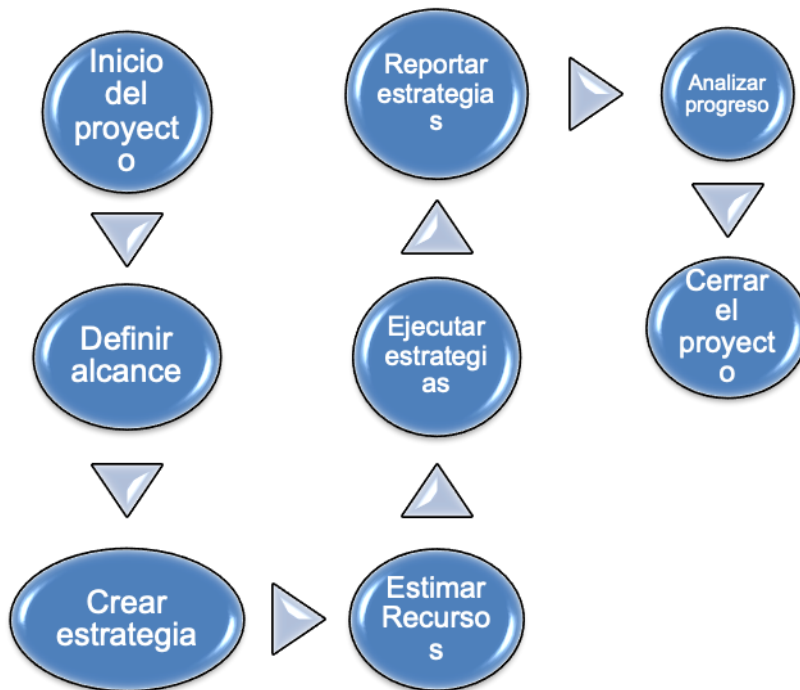 Inicio
del
proyect
o
Definir
alcance
Crear
estrategia
Estimar
Recurso
s
Ejecutar
estrategi
as
Reportar
estrategia
s
Analizar
progreso
Cerrar
el
proyect
o